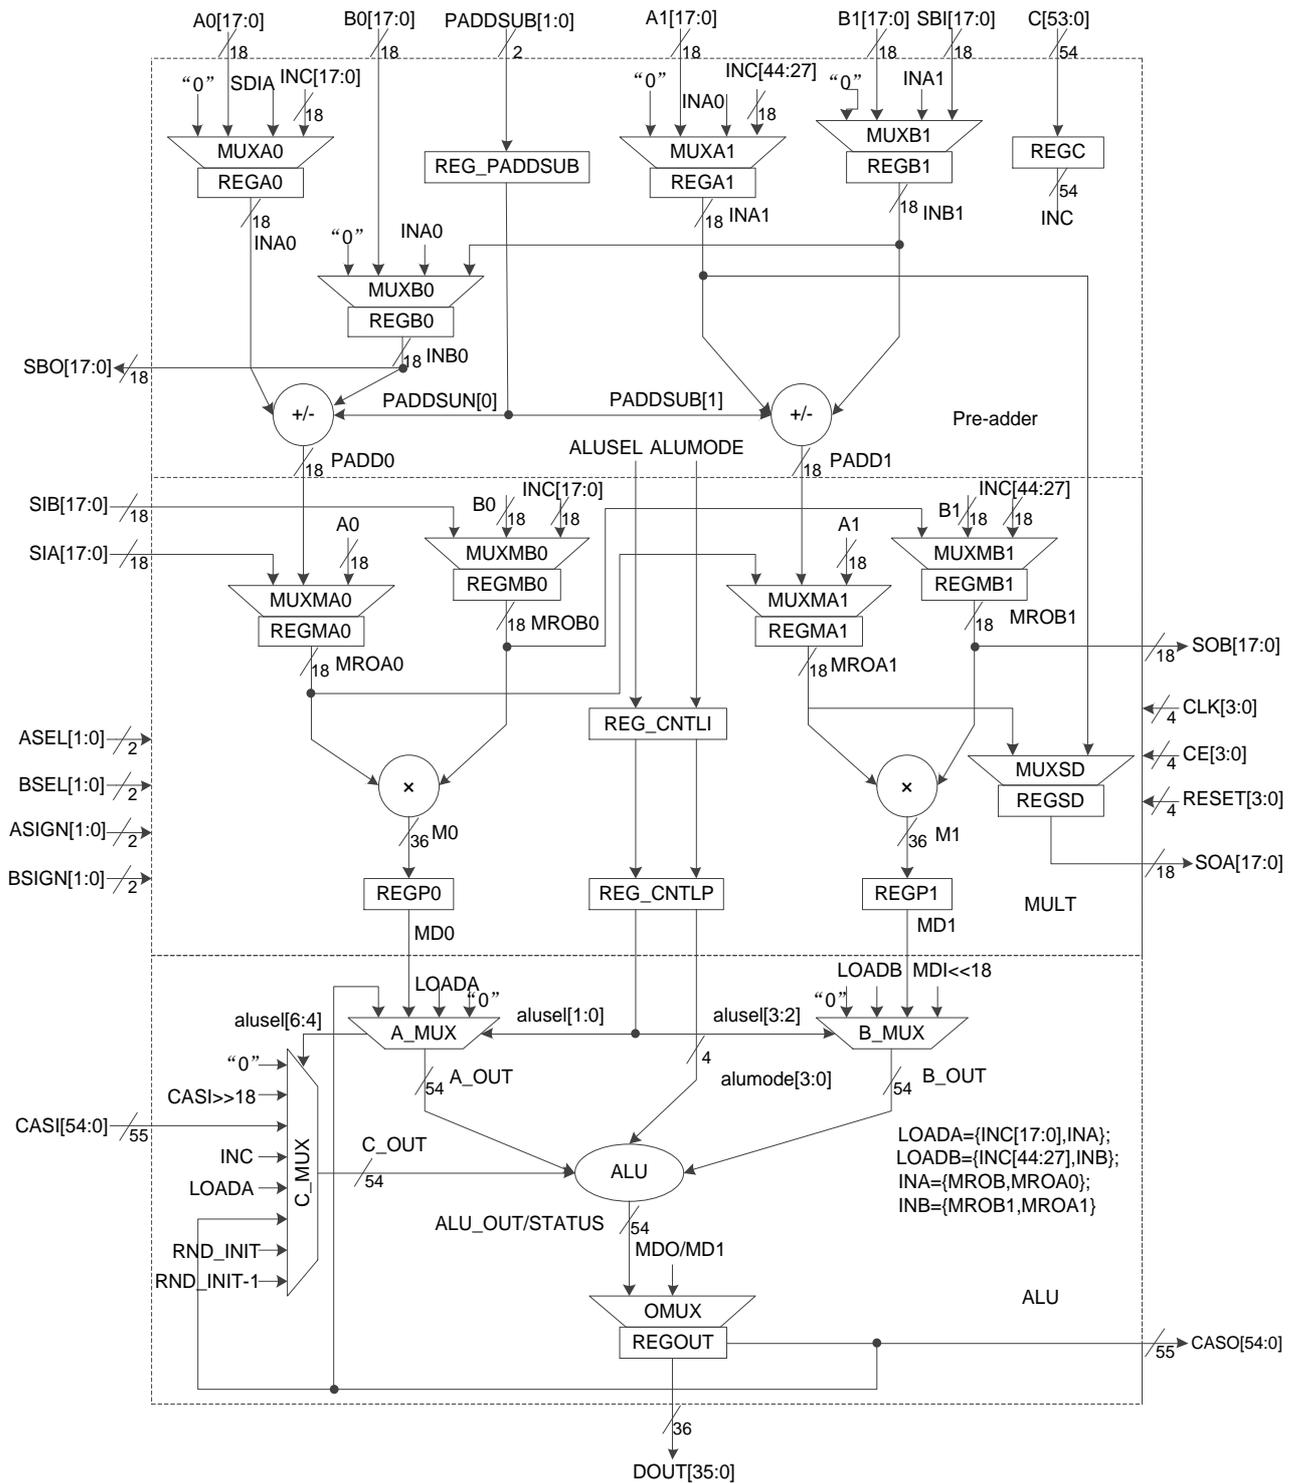 A0[17:0] B0[17:0] PADDSUB[1:0] A1[17:0] B1[17:0] SBI[17:0] C[53:0]
18 18 2 18 18 18 54
“0” SDIA INC[17:0] “0” INA0 INC[44:27] “0” INA1
18 18
MUXA0 MUXA1 MUXB1
REGA0 REG_PADDSUB REGA1 REGB1 REGC
18 18 INA1 18 INB1 54
INA0 INC
“0” INA0
MUXB0
REGB0
SBO[17:0] 18 18 INB0
+/- PADDSUN[0] PADDSUB[1] +/-
Pre-adder
18 PADD0 ALUSEL ALUMODE 18 PADD1
SIB[17:0] 18 B0 18 INC[17:0] 18 B1 18 INC[44:27] 18
SIA[17:0] 18 A0 18 A1 18
MUXMB0 MUXMB1
REGMB0 REGMB1
MUXMA0 MUXMA1
REGMA0 18 MROB0 REGMA1 18 MROB1
18 MROA0 18 MROA1 18 SOB[17:0]
REG_CNTLI 4 CLK[3:0]
ASEL[1:0] 2
4 CE[3:0]
MUXSD
BSEL[1:0] 2 × × REGSD
4 RESET[3:0]
ASIGN[1:0] 2 36 M0 36 M1
18 SOA[17:0]
BSIGN[1:0] 2
REGP0 REG_CNTLP REGP1
MULT
MD0 MD1
LOADA “0” “0” LOADB MDI<<18
alusel[6:4] A_MUX alusel[1:0] alusel[3:2] B_MUX
“0” 4
54 A_OUT alumode[3:0] 54 B_OUT
CASI>>18
CASI[54:0] 55
C_MUX
INC C_OUT 54 ALU
LOADA
LOADA={INC[17:0],INA};
LOADB={INC[44:27],INB};
INA={MROB,MROA0};
INB={MROB1,MROA1}
ALU_OUT/STATUS 54
RND_INIT MDO/MD1
RND_INIT-1
OMUX ALU
REGOUT 55 CASO[54:0]
36
DOUT[35:0]